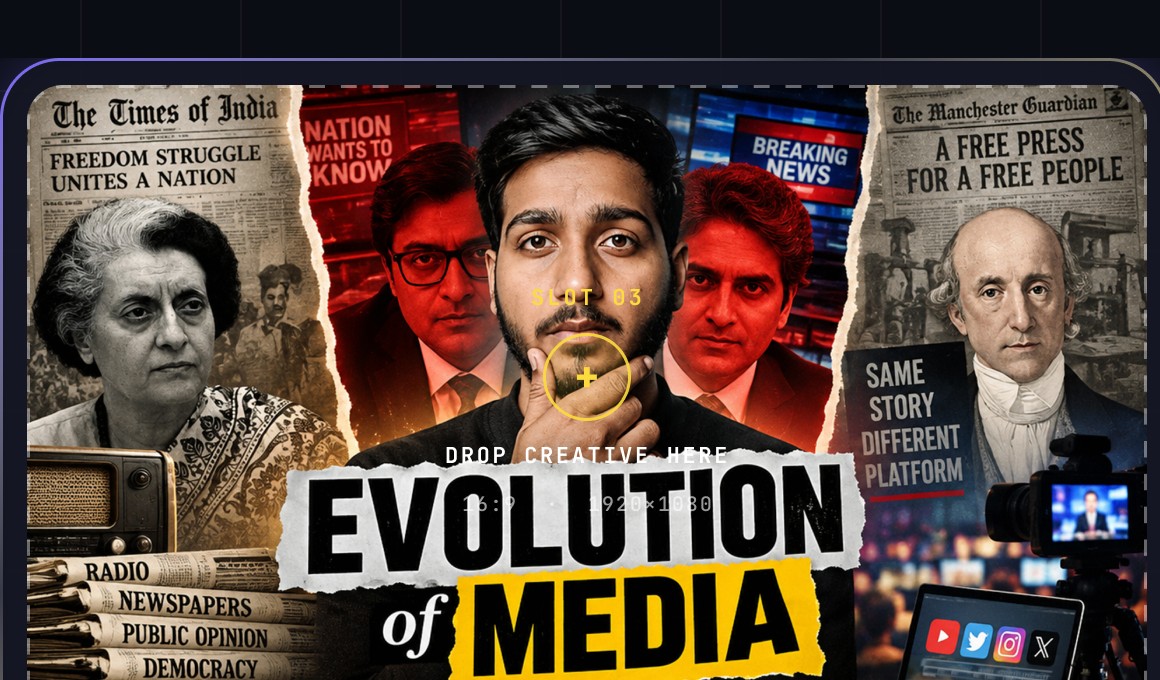 The Times of India
FREEDOM STRUGGLE
UNITES A NATION
NATION
WANTS TO
KNOW
BREAKING
NEWS
The Manchester Guardian
A FREE PRESS
FOR A FREE PEOPLE
SLOT 03
+
SAME
STORY
DIFFERENT
PLATFORM
DROP CREATIVE HERE
16:9 · 1920×1080
EVOLUTION
of MEDIA
RADIO
NEWSPAPERS
PUBLIC OPINION
DEMOCRACY